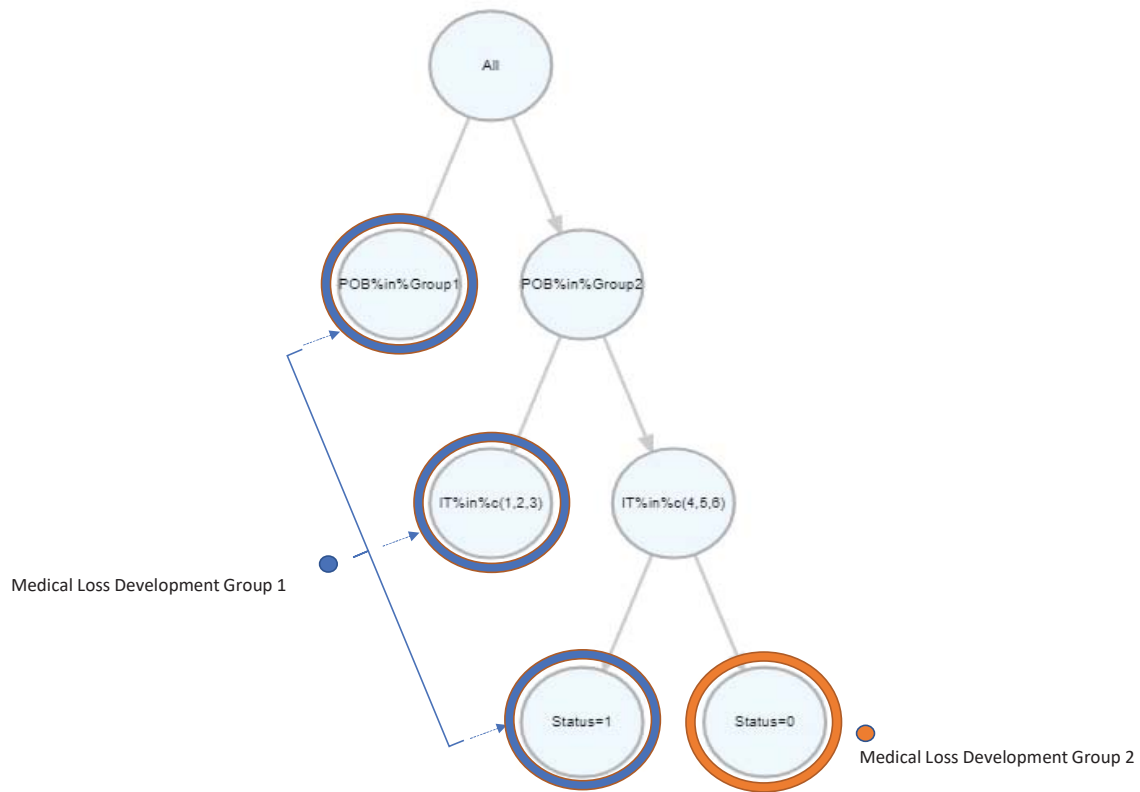 All
POB%in%Group1
POB%in%Group2
IT%in%c(1,2,3)
IT%in%c(4,5,6)
Medical Loss Development Group 1
Status=1
Status=0
Medical Loss Development Group 2